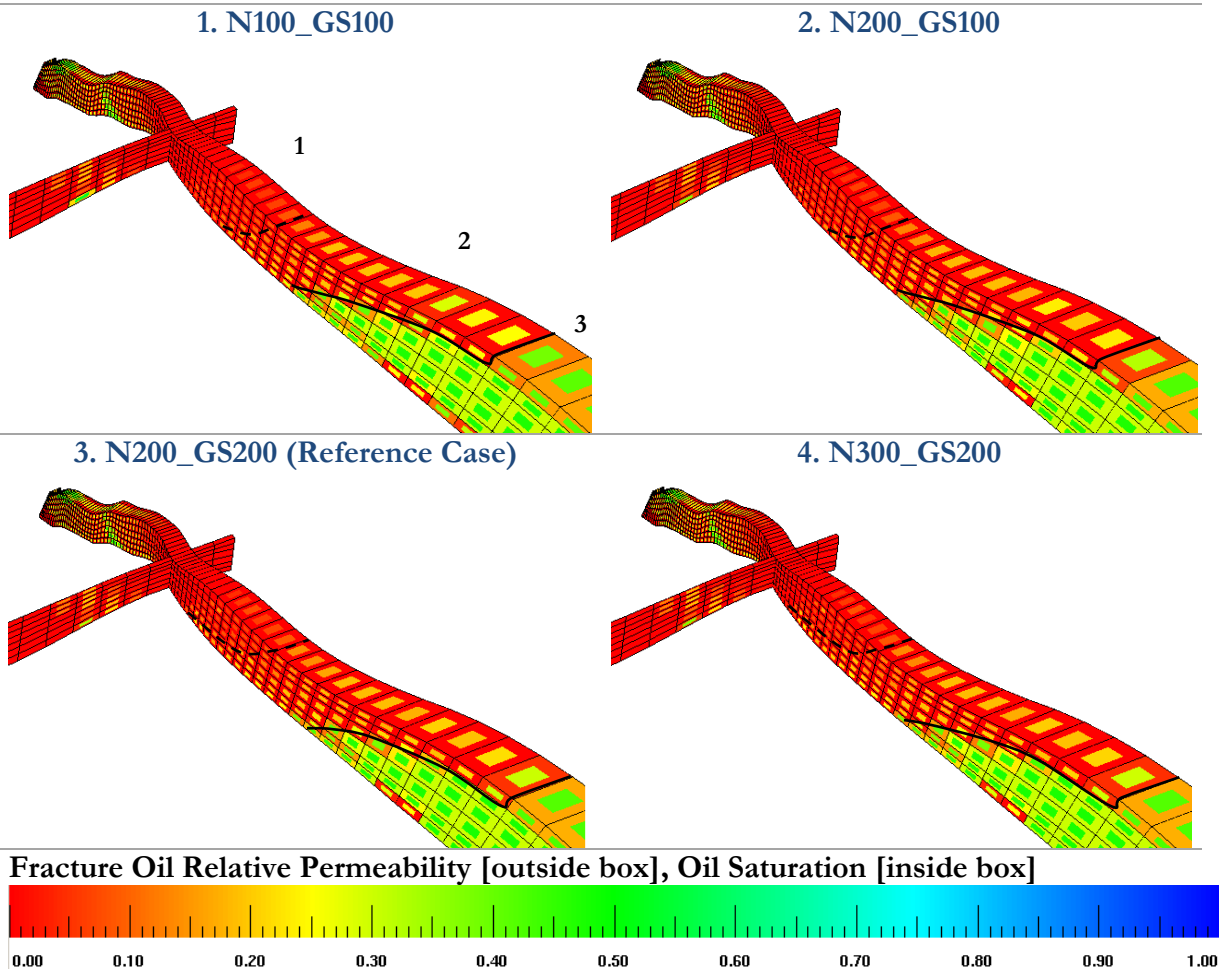 1. N100_GS100
2. N200_GS100
1
2
3
3. N200_GS200 (Reference Case)
4. N300_GS200
Fracture Oil Relative Permeability [outside box], Oil Saturation [inside box]
0.00 0.10 0.20 0.30 0.40 0.50 0.60 0.70 0.80 0.90 1.00